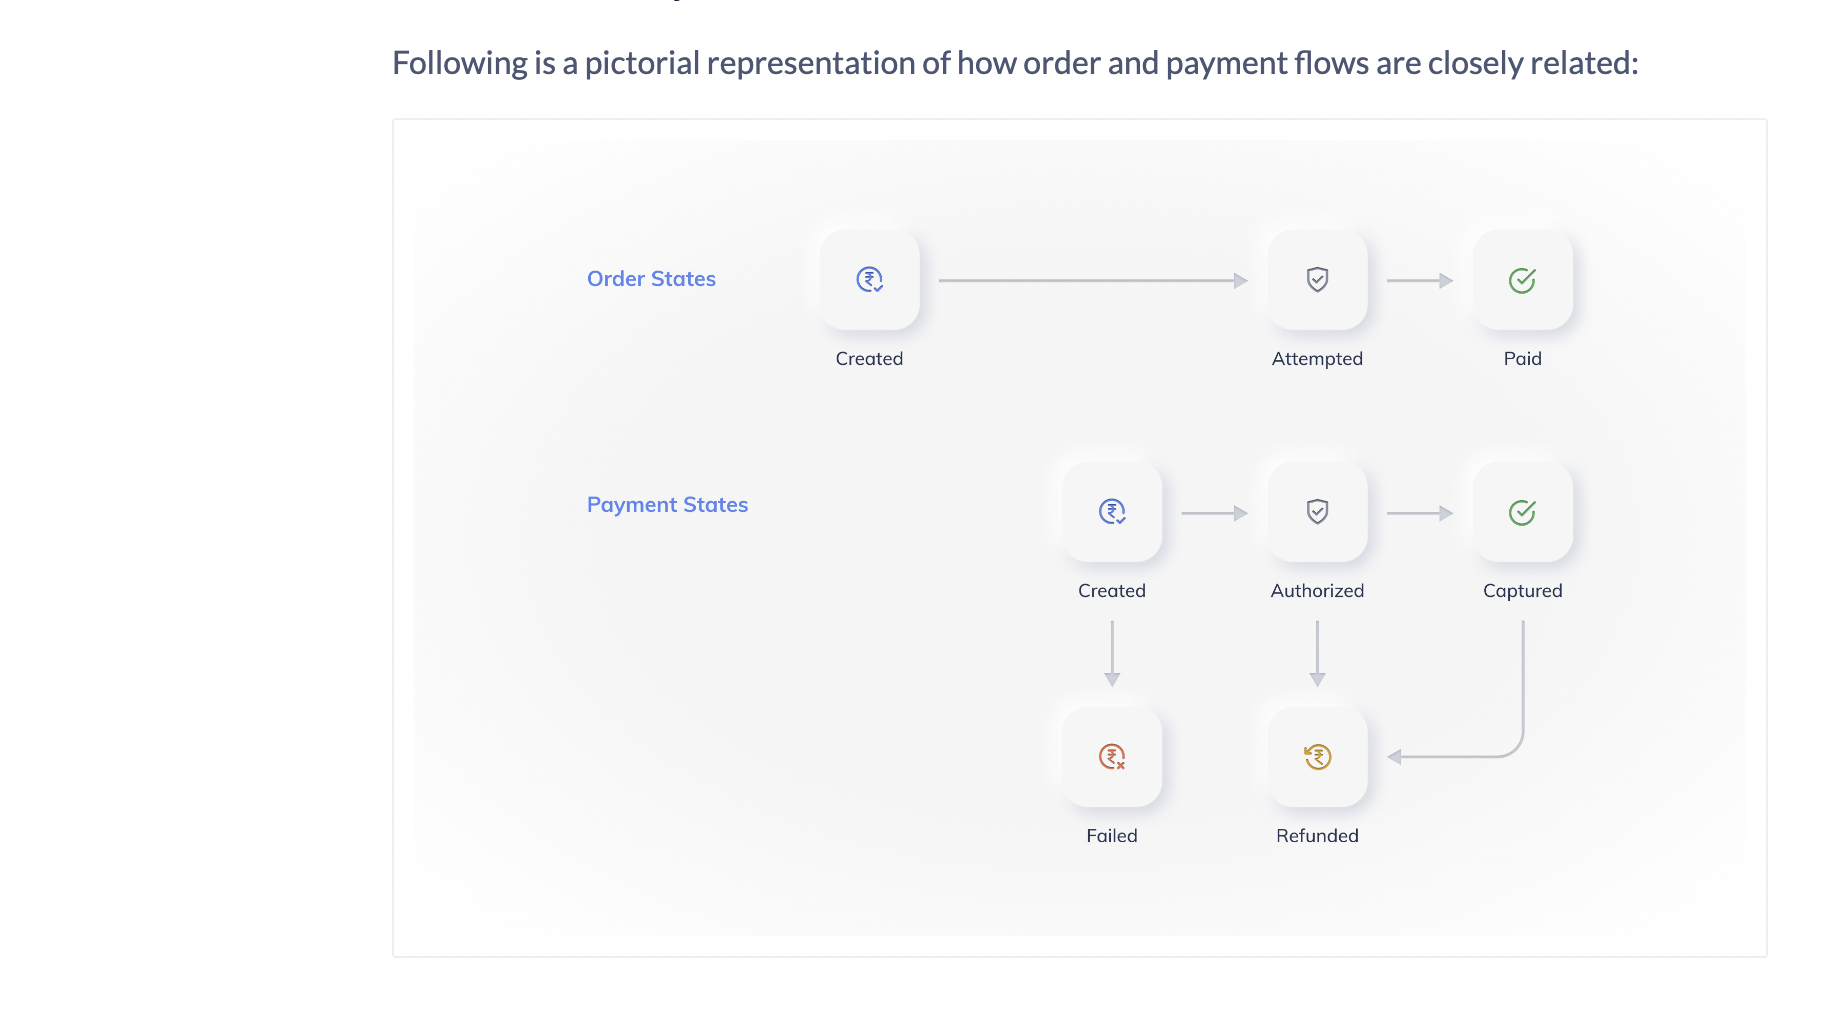 Following is a pictorial representation of how order and payment flows are closely related:
Order States
Created
Attempted
Paid
Payment States
Created
Authorized
Captured
Failed
Refunded